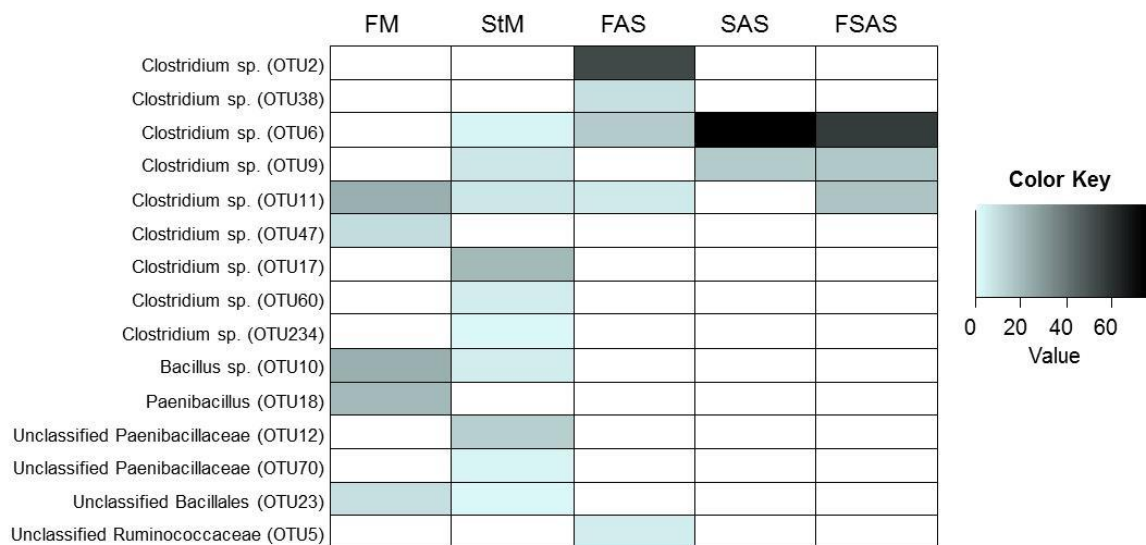 FM StM FAS SAS FSAS
Clostridium sp. (OTU2)
Clostridium sp. (OTU38)
Clostridium sp. (OTU6)
Clostridium sp. (OTU9)
Clostridium sp. (OTU11)
Clostridium sp. (OTU47)
Clostridium sp. (OTU17)
Clostridium sp. (OTU60)
Clostridium sp. (OTU234)
Bacillus sp. (OTU10)
Paenibacillus (OTU18)
Unclassified Paenibacillaceae (OTU12)
Unclassified Paenibacillaceae (OTU70)
Unclassified Bacillales (OTU23)
Unclassified Ruminococcaceae (OTU5)
Color Key
0 20 40 60
Value